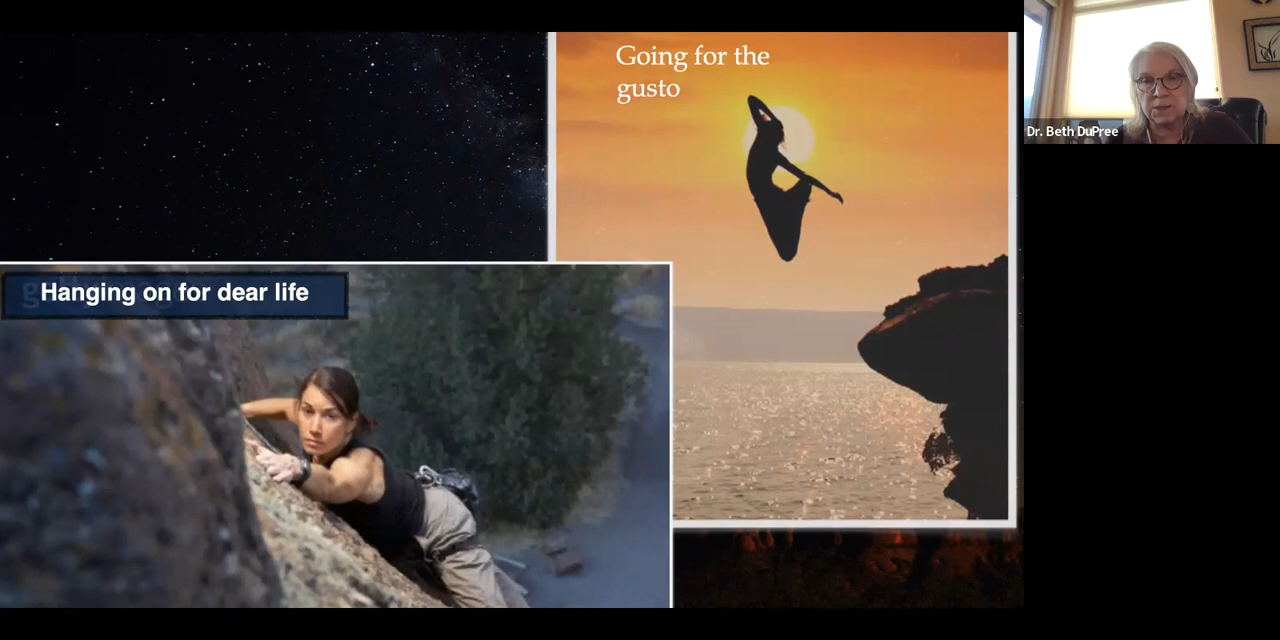 Going for the
gusto
Dr. Beth DuPree
Hanging on for dear life